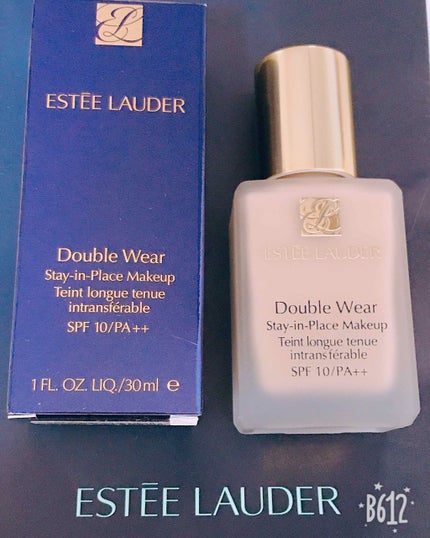 ESTĒE LAUDER
Double Wear
Stay-in-Place Makeup
Teint longue tenue
intransférable
SPF 10/PA++
1 FL. OZ. LIQ./30ml e
ESTĒE LAUDER
Double Wear
Stay-in-Place Makeup
Teint longue tenue
intransférable
SPF 10/PA++
ESTĒE LAUDER
B612